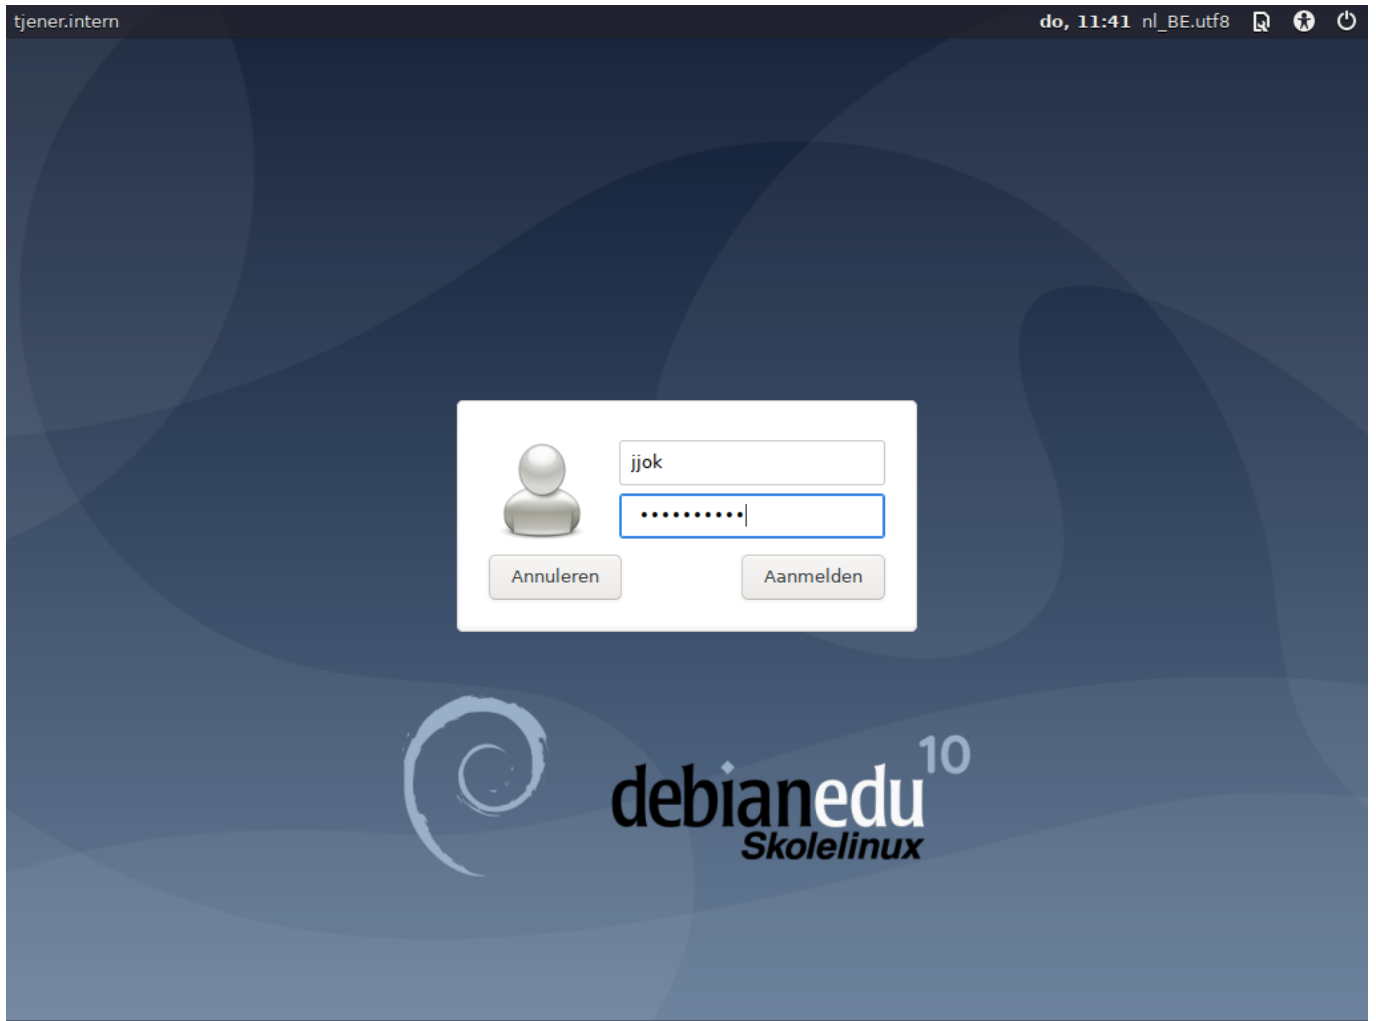 tjener.intern
do, 11:41 nl_BE.utf8
jjok
••••••••••
Annuleren Aanmelden
debianedu 10
Skolelinux